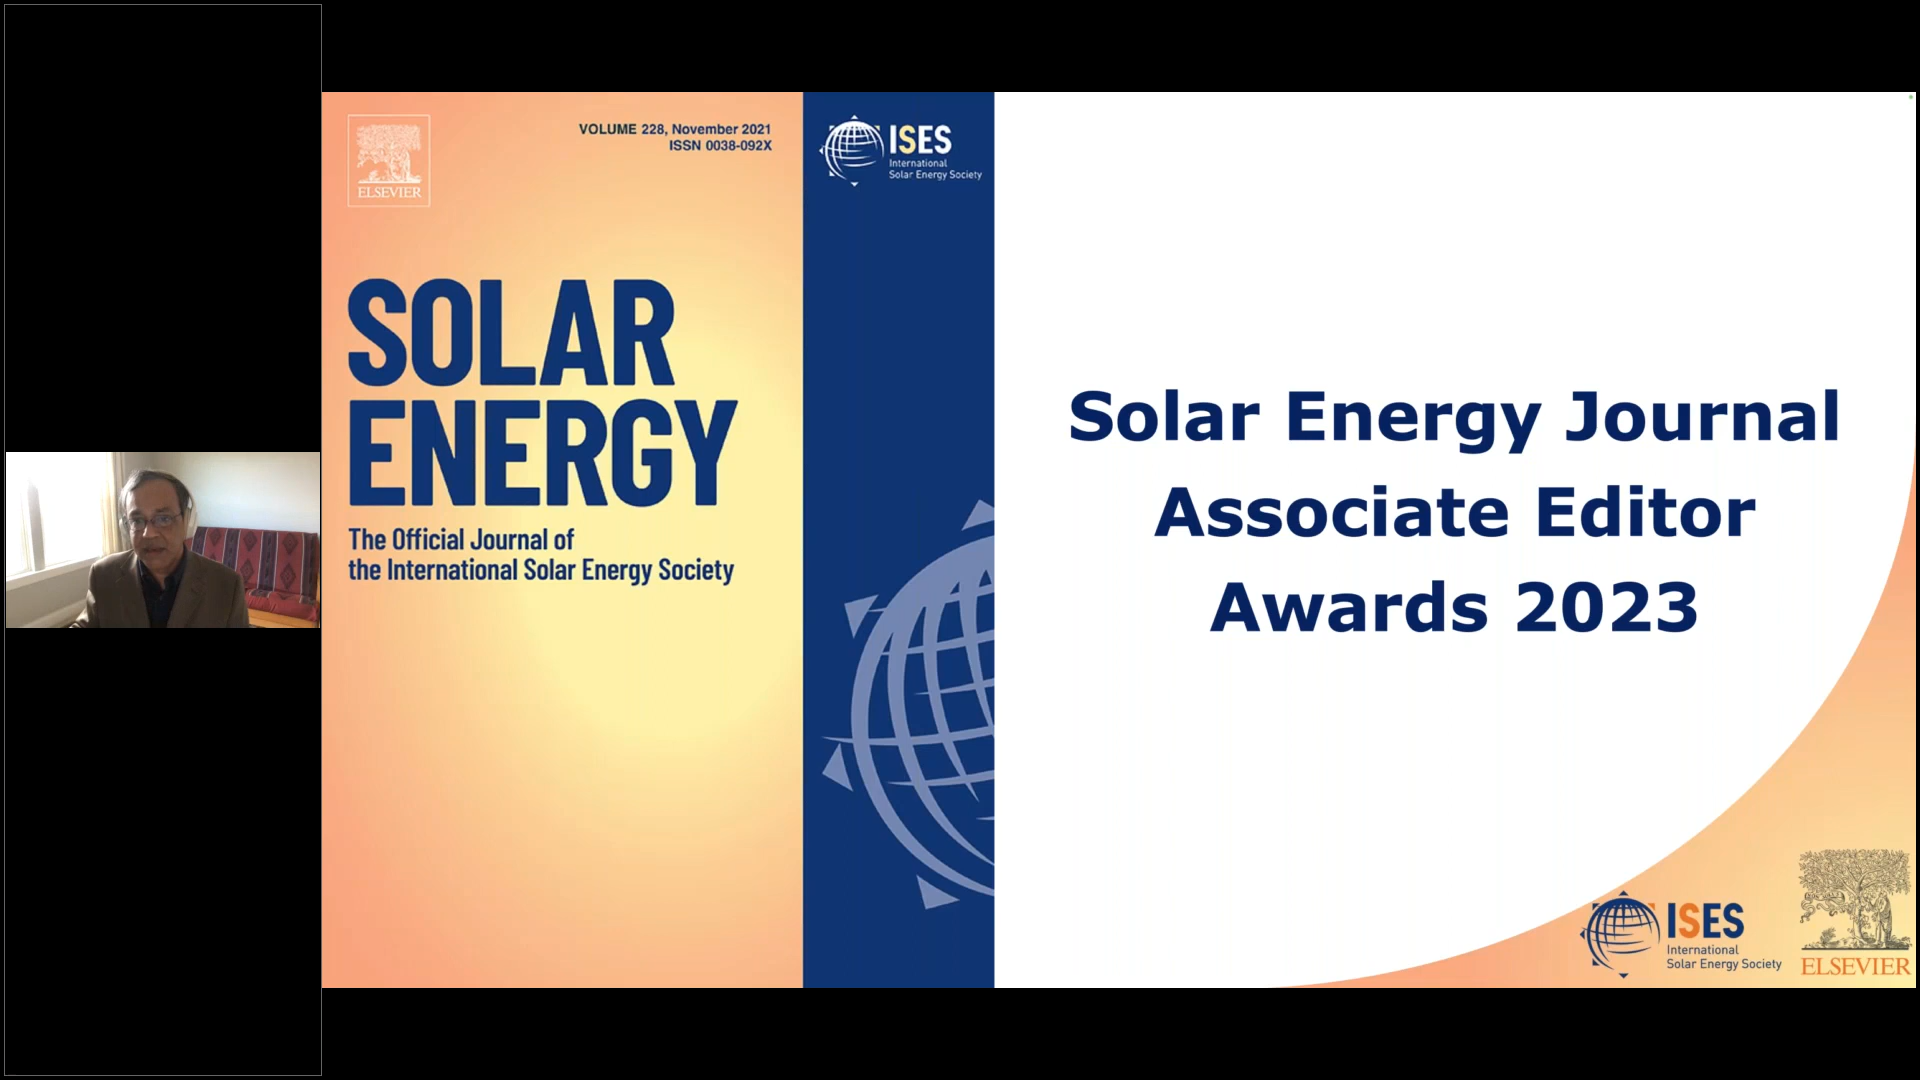 ELSEVIER
VOLUME 228, November 2021
ISSN 0038-092X
ISES
International
Solar Energy Society
SOLAR
ENERGY
The Official Journal of
the International Solar Energy Society
Solar Energy Journal
Associate Editor
Awards 2023
ISES
International
Solar Energy Society
ELSEVIER